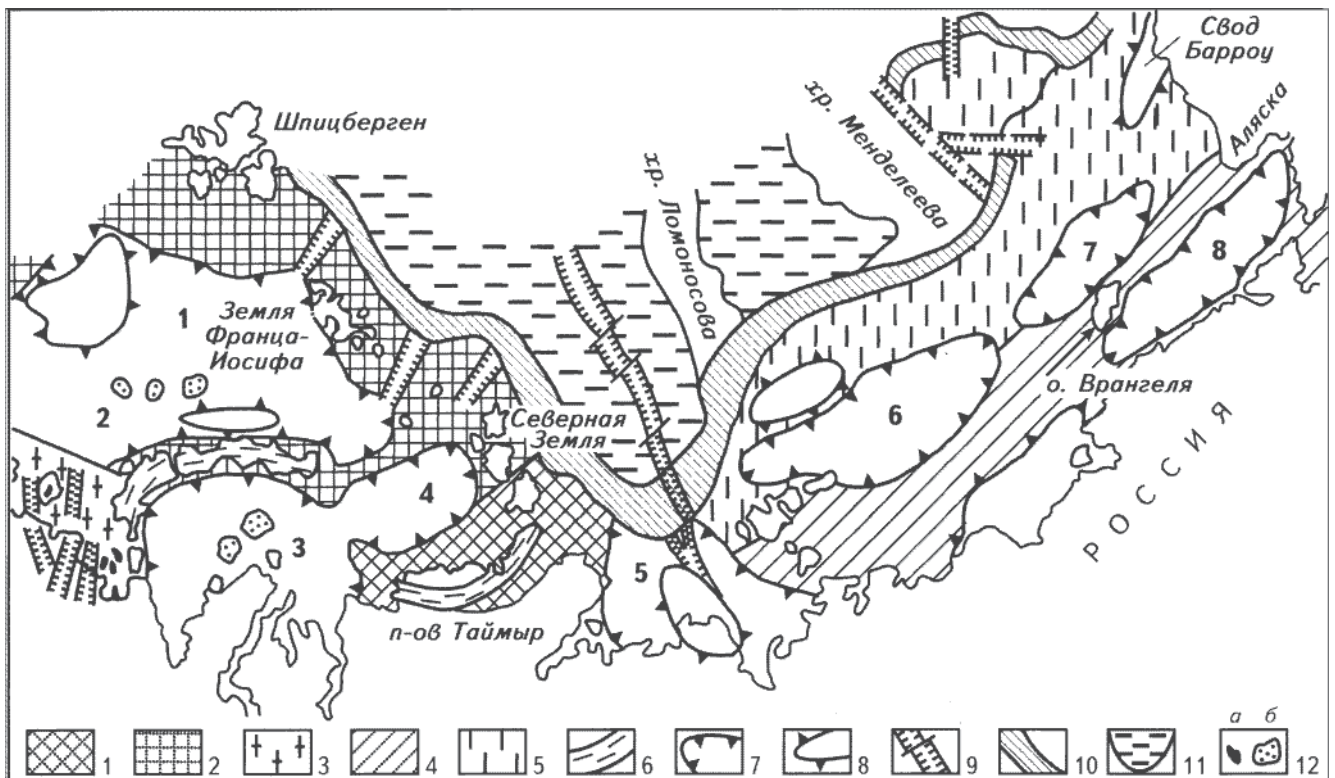 Свод
Барроу
Шпицберген
хр. Менделеева
Аляска
хр. Ломоносова
7
8
1
Земля
Франца-
Иосифа
о. Врангеля
2
Северная
Земля
6
РОССИЯ
4
3
5
п-ов Таймыр
а б
1 2 3 4 5 6 7 8 9 10 11 12